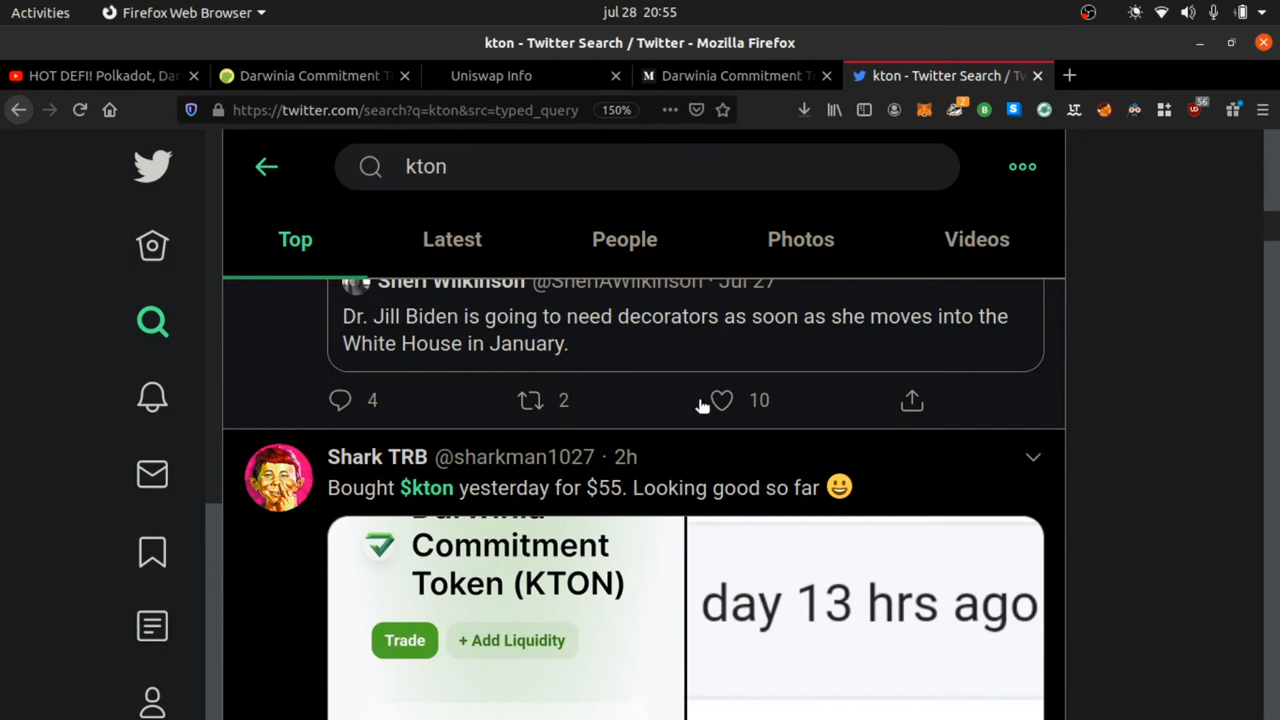 Activities
Firefox Web Browser
jul 28 20:55
kton - Twitter Search / Twitter - Mozilla Firefox
HOT DEFI! Polkadot, Dar
Darwinia Commitment T
Uniswap Info
Darwinia Commitment T
kton - Twitter Search / Tw
https://twitter.com/search?q=kton&src=typed_query
150%
2
56
kton
Top
Latest
People
Photos
Videos
Sheri Wilkinson @SheriAWilkinson · Jul 27
Dr. Jill Biden is going to need decorators as soon as she moves into the
White House in January.
4
2
10
Shark TRB @sharkman1027 · 2h
Bought $kton yesterday for $55. Looking good so far
Darwinia
Commitment
Token (KTON)
Trade
+ Add Liquidity
day 13 hrs ago